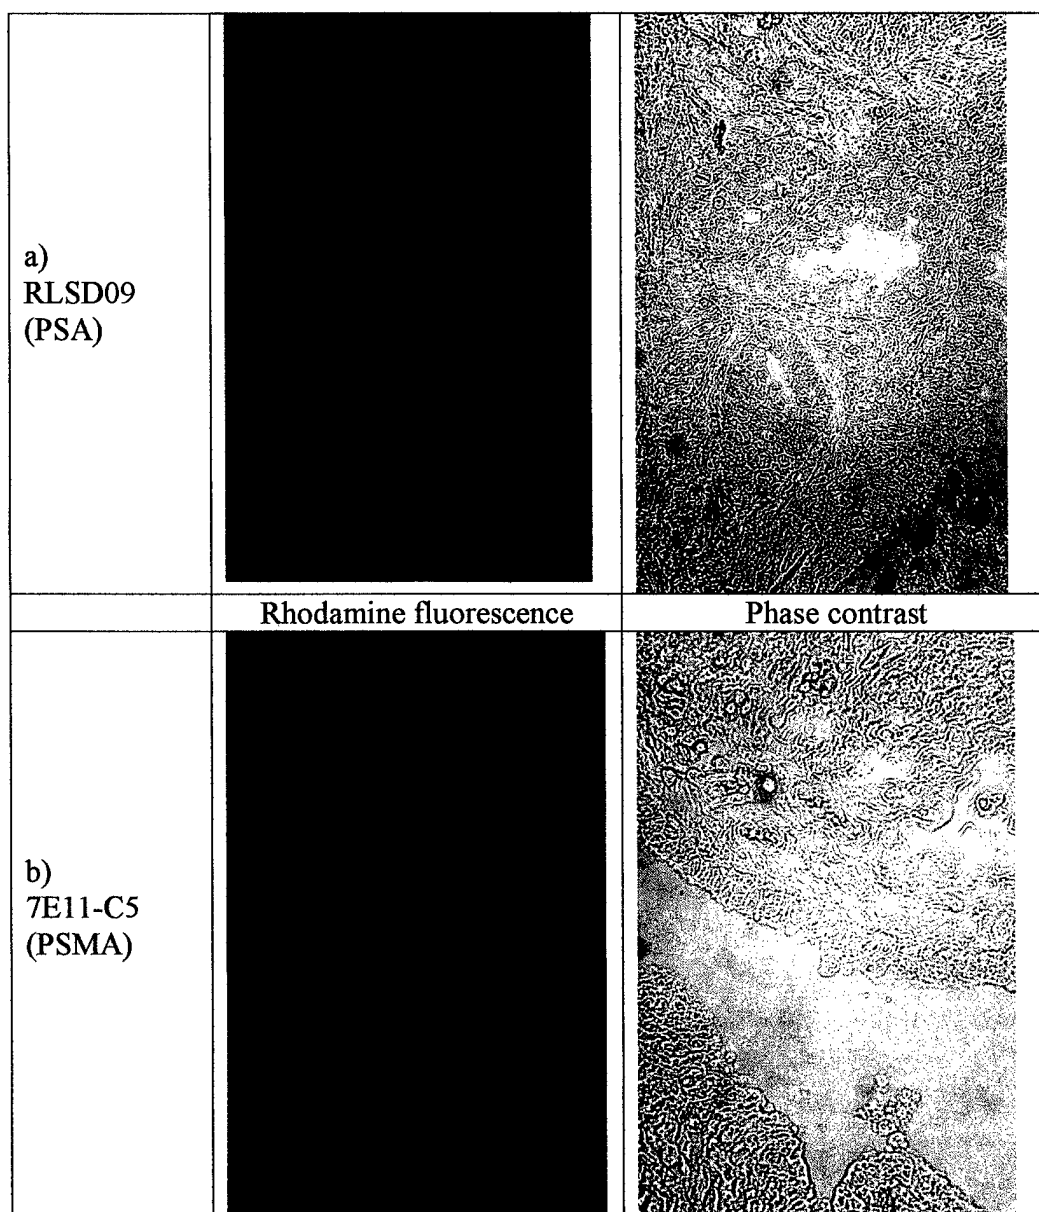 a)
RLSD09
(PSA)
Rhodamine fluorescence
Phase contrast
b)
7E11-C5
(PSMA)